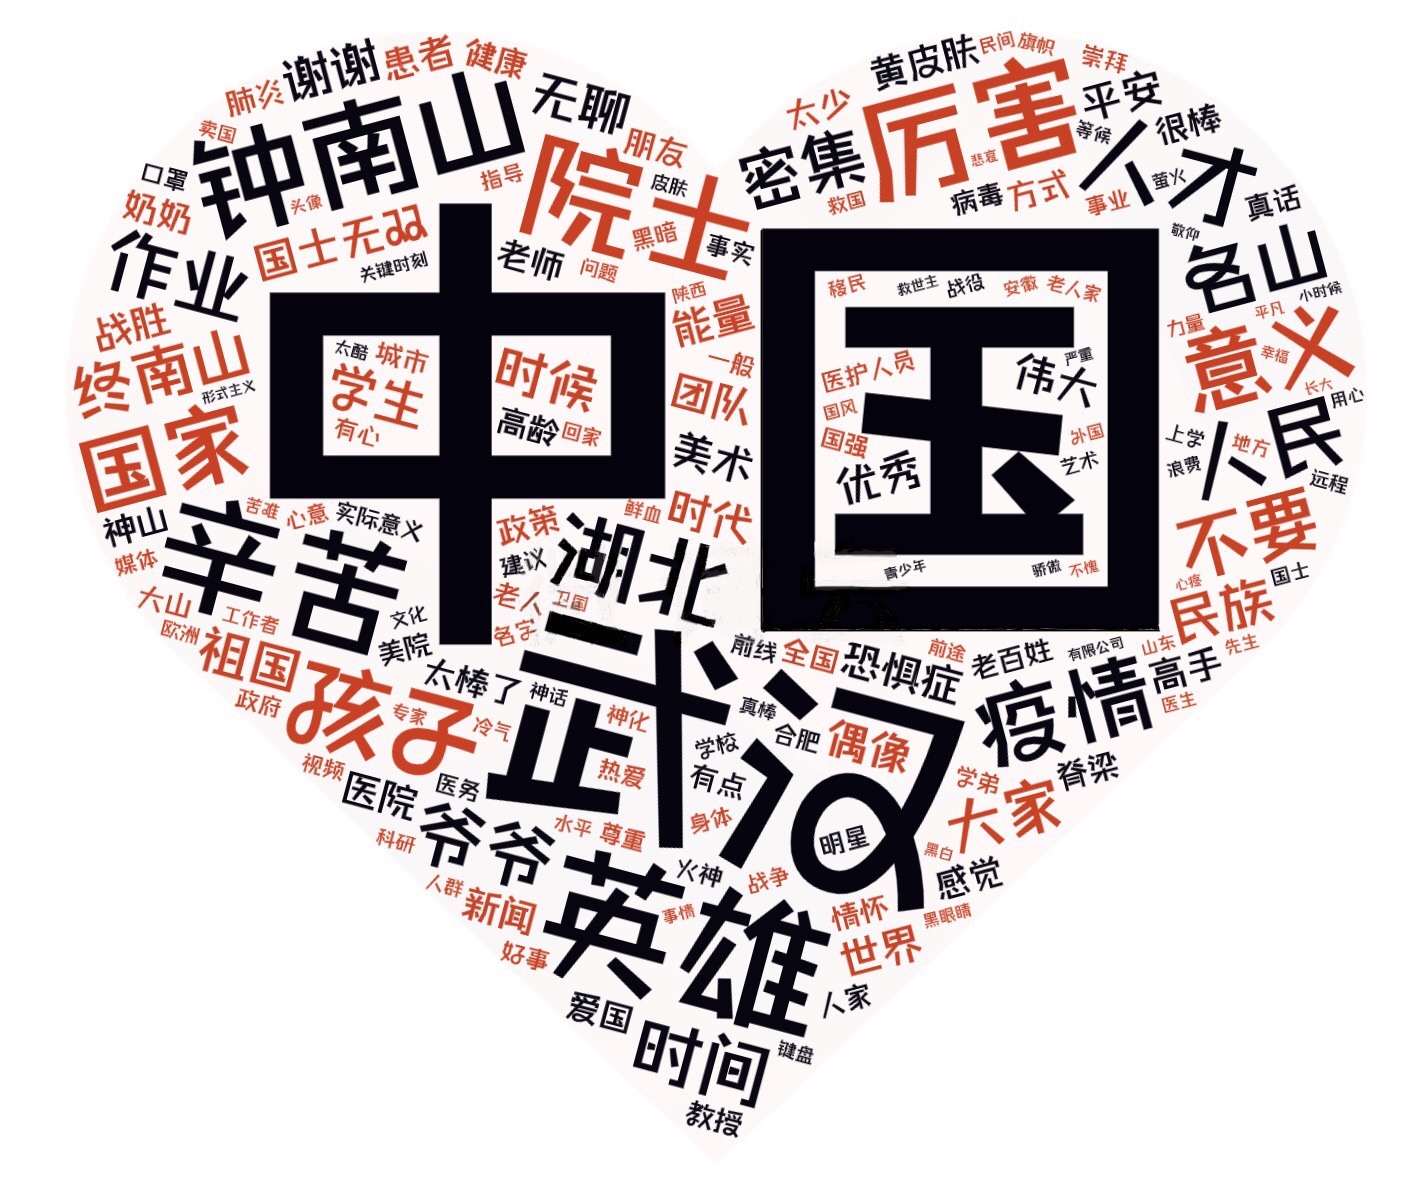 中国
武汉
钟南山
院士
厉害
英雄
辛苦
孩子
湖北
疫情
国家
人才
意义
人民
名山
密集
作业
终南山
时间
爷爷
不要
民族
大家
祖国
谢谢
患者
健康
肺炎
卖国
无聊
朋友
皮肤
黑暗
事实
指导
头像
口罩
奶奶
国士无双
关键时刻
老师
问题
陕西
能量
一般
团队
美术
时代
鲜血
战胜
形式主义
太酷
城市
学生
有心
时候
高龄
回家
神山
苦难
心意
实际意义
政策
建议
老人
卫国
名字
媒体
大山
欧洲
工作者
文化
美院
政府
太棒了
神话
神化
专家
冷气
视频
医院
医务
热爱
科研
水平
尊重
人群
新闻
好事
火神
事情
爱国
教授
键盘
人家
世界
情怀
黑眼睛
战争
身体
有点
学校
真棒
合肥
偶像
明星
前线
全国
恐惧症
前途
老百姓
有限公司
山东
高手
先生
医生
脊梁
学弟
黑白
感觉
黄皮肤
民间
旗帜
崇拜
太少
平安
等候
很棒
悲哀
救国
病毒
方式
事业
萤火
真话
敬仰
小时候
力量
平凡
幸福
长大
用心
上学
地方
浪费
远程
国士
心疼
移民
救世主
战役
安徽
老人家
医护人员
伟大
严重
国风
国强
外国
优秀
艺术
青少年
骄傲
不愧